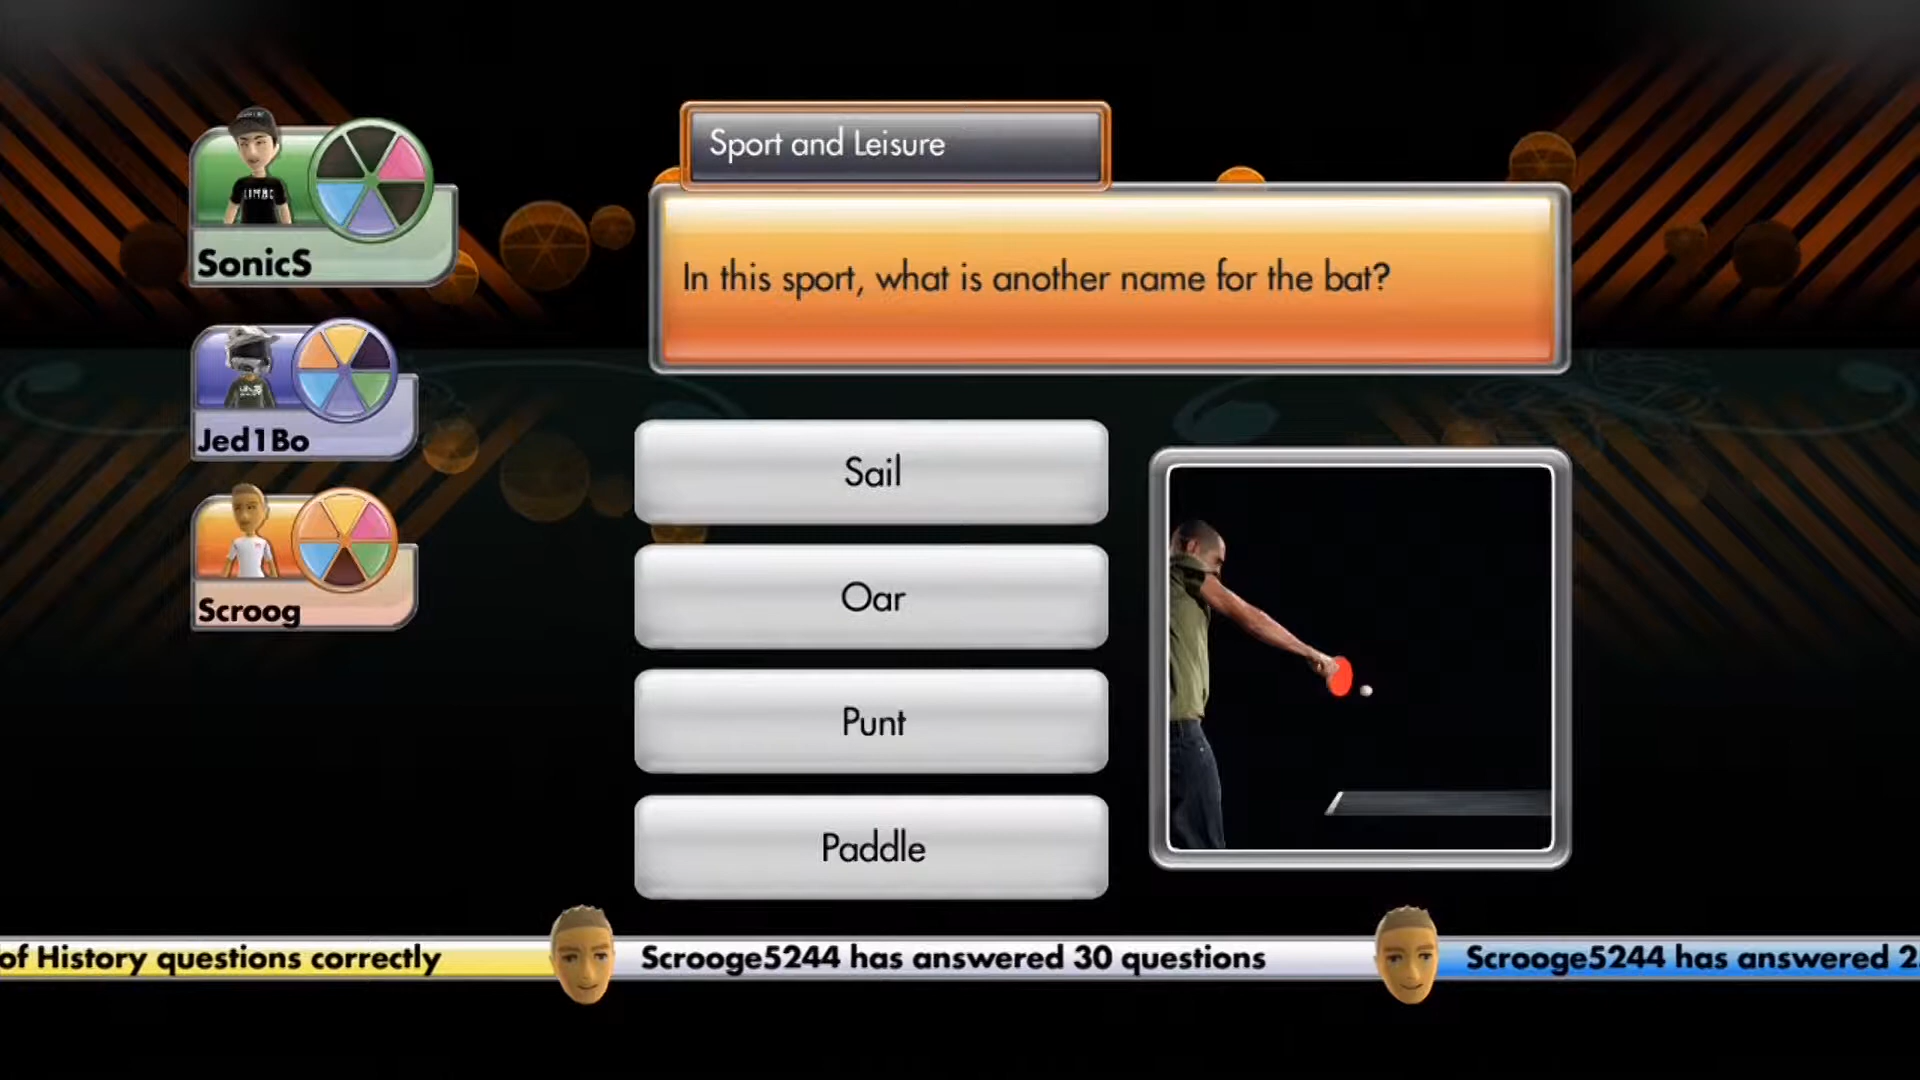 Sport and Leisure
In this sport, what is another name for the bat?
SonicS
Jed1Bo
Scroog
Sail
Oar
Punt
Paddle
of History questions correctly
Scrooge5244 has answered 30 questions
Scrooge5244 has answered 2
LIMBO